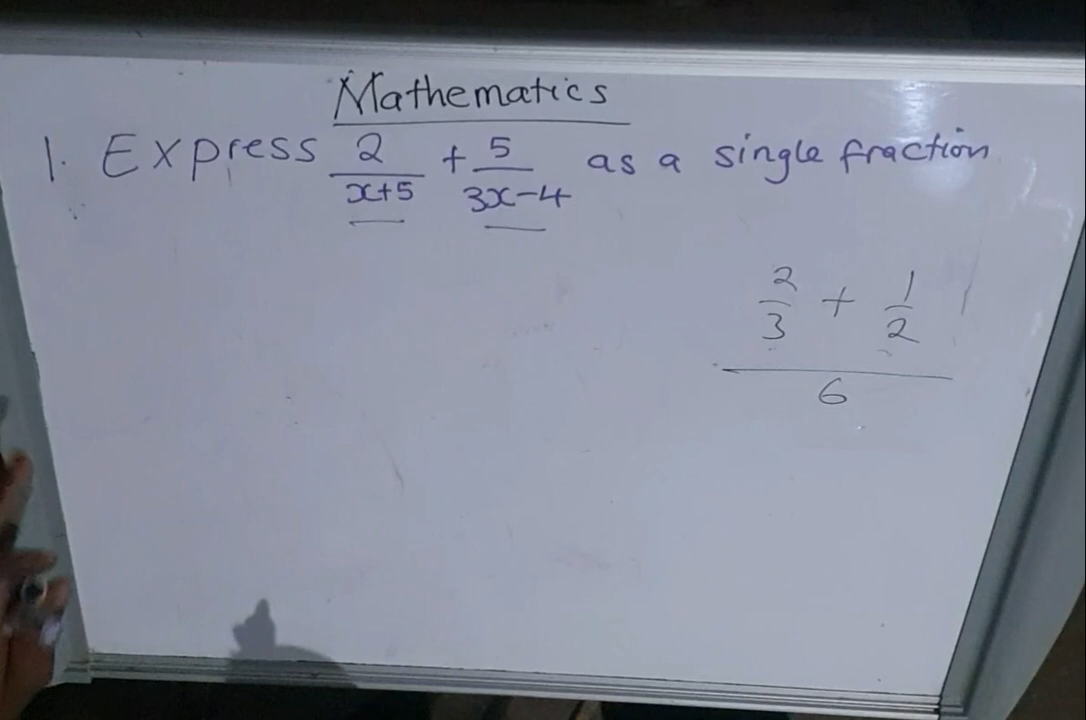 Mathematics
1. Express 2/(x+5) + 5/(3x-4) as a single fraction
2/3 + 1/2
6